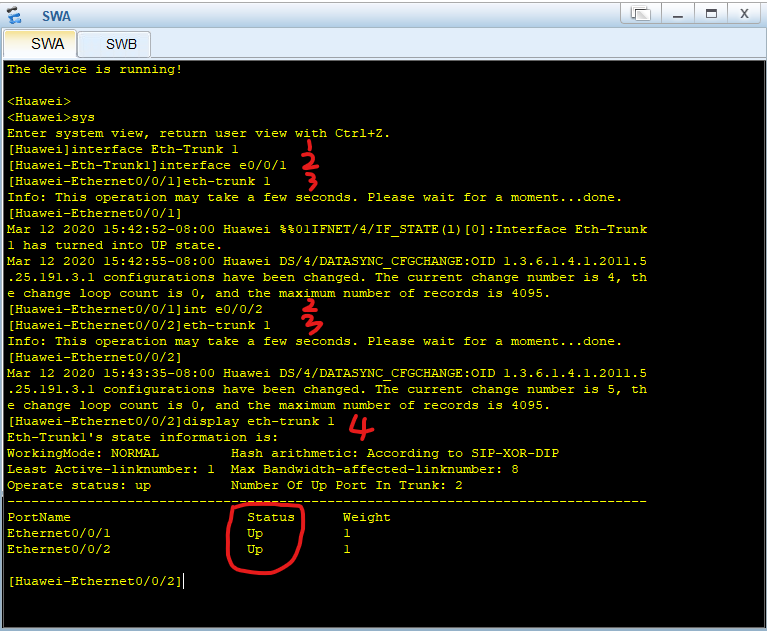 SWA
SWA SWB
The device is running!
<Huawei>
<Huawei>sys
Enter system view, return user view with Ctrl+Z.
[Huawei]interface Eth-Trunk 1 1
[Huawei-Eth-Trunk1]interface e0/0/1 2
[Huawei-Ethernet0/0/1]eth-trunk 1 3
Info: This operation may take a few seconds. Please wait for a moment...done.
[Huawei-Ethernet0/0/1]
Mar 12 2020 15:42:52-08:00 Huawei %%01IFNET/4/IF_STATE(l)[0]:Interface Eth-Trunk
1 has turned into UP state.
Mar 12 2020 15:42:55-08:00 Huawei DS/4/DATASYNC_CFGCHANGE:OID 1.3.6.1.4.1.2011.5
.25.191.3.1 configurations have been changed. The current change number is 4, th
e change loop count is 0, and the maximum number of records is 4095.
[Huawei-Ethernet0/0/1]int e0/0/2 2
[Huawei-Ethernet0/0/2]eth-trunk 1 3
Info: This operation may take a few seconds. Please wait for a moment...done.
[Huawei-Ethernet0/0/2]
Mar 12 2020 15:43:35-08:00 Huawei DS/4/DATASYNC_CFGCHANGE:OID 1.3.6.1.4.1.2011.5
.25.191.3.1 configurations have been changed. The current change number is 5, th
e change loop count is 0, and the maximum number of records is 4095.
[Huawei-Ethernet0/0/2]display eth-trunk 1 4
Eth-Trunk1's state information is:
WorkingMode: NORMAL Hash arithmetic: According to SIP-XOR-DIP
Least Active-linknumber: 1 Max Bandwidth-affected-linknumber: 8
Operate status: up Number Of Up Port In Trunk: 2
--------------------------------------------------------------------------------
PortName Status Weight
Ethernet0/0/1 Up 1
Ethernet0/0/2 Up 1
[Huawei-Ethernet0/0/2]